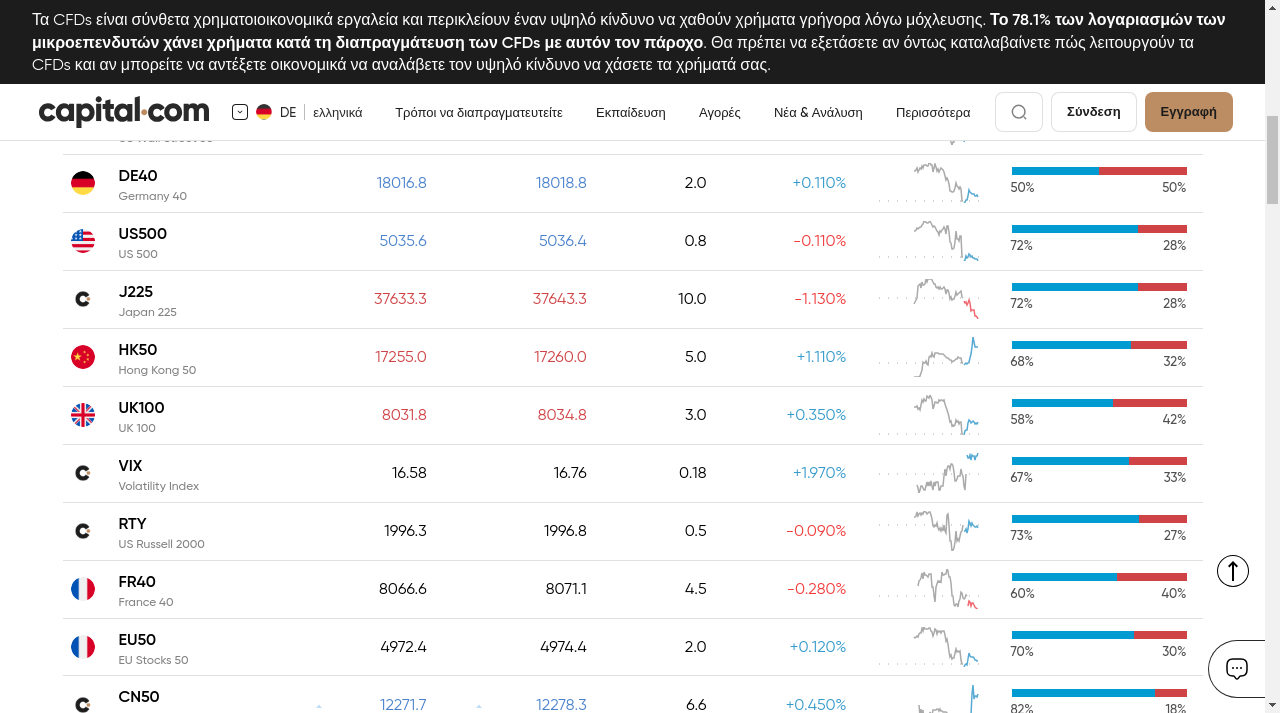 Τα CFDs είναι σύνθετα χρηματοοικονομικά εργαλεία και περικλείουν έναν υψηλό κίνδυνο να χαθούν χρήματα γρήγορα λόγω μόχλευσης. Το 78.1% των λογαριασμών των
μικροεπενδυτών χάνει χρήματα κατά τη διαπραγμάτευση των CFDs με αυτόν τον πάροχο. Θα πρέπει να εξετάσετε αν όντως καταλαβαίνετε πώς λειτουργούν τα
CFDs και αν μπορείτε να αντέξετε οικονομικά να αναλάβετε τον υψηλό κίνδυνο να χάσετε τα χρήματά σας.
capital.com DE ελληνικά Τρόποι να διαπραγματευτείτε Εκπαίδευση Αγορές Νέα & Ανάλυση Περισσότερα Σύνδεση Εγγραφή
DE40 18016.8 18018.8 2.0 +0.110% 50% 50%
Germany 40
US500 5035.6 5036.4 0.8 -0.110% 72% 28%
US 500
J225 37633.3 37643.3 10.0 -1.130% 72% 28%
Japan 225
HK50 17255.0 17260.0 5.0 +1.110% 68% 32%
Hong Kong 50
UK100 8031.8 8034.8 3.0 +0.350% 58% 42%
UK 100
VIX 16.58 16.76 0.18 +1.970% 67% 33%
Volatility Index
RTY 1996.3 1996.8 0.5 -0.090% 73% 27%
US Russell 2000
FR40 8066.6 8071.1 4.5 -0.280% 60% 40%
France 40
EU50 4972.4 4974.4 2.0 +0.120% 70% 30%
EU Stocks 50
CN50 12271.7 12278.3 6.6 +0.450% 82% 18%